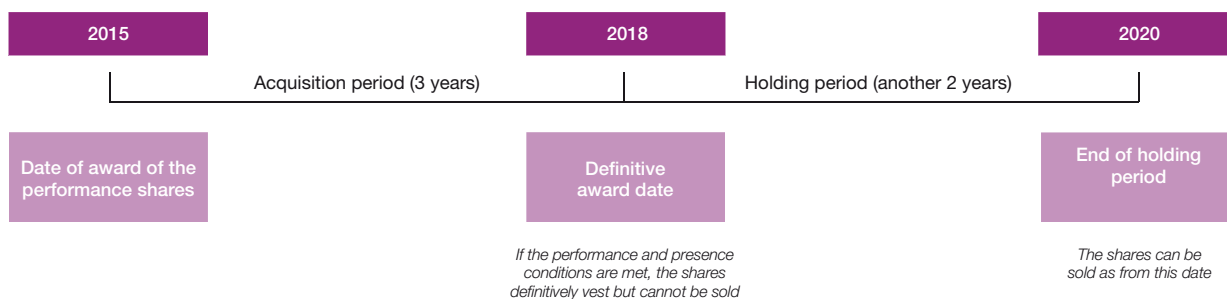 2015
2018
2020
Acquisition period (3 years)
Holding period (another 2 years)
Date of award of the
performance shares
Definitive
award date
End of holding
period
If the performance and presence
conditions are met, the shares
definitively vest but cannot be sold
The shares can be
sold as from this date